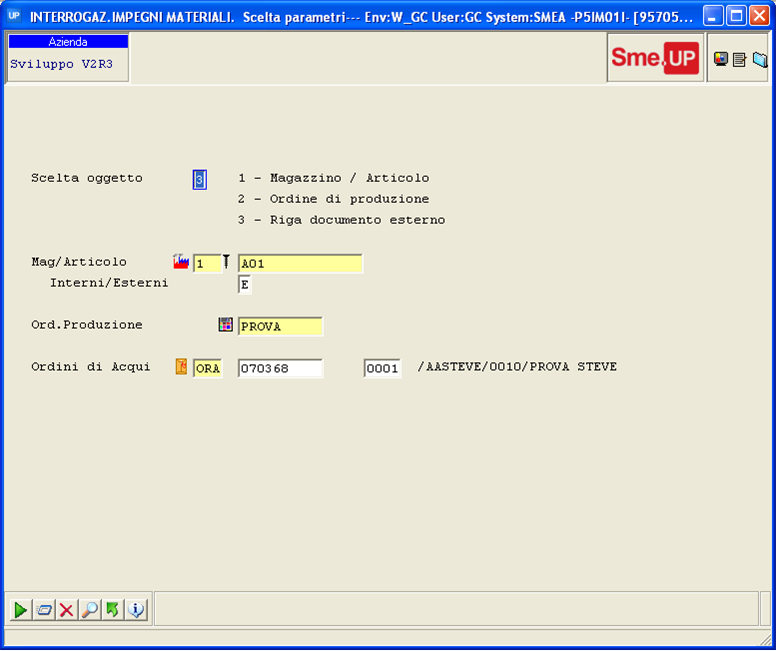 UP INTERROGAZ.IMPEGNI MATERIALI. Scelta parametri--- Env:W_GC User:GC System:SMEA -P5IM01I- [95705...
Azienda
Sviluppo V2R3
Sme.UP
Scelta oggetto 3 1 - Magazzino / Articolo
2 - Ordine di produzione
3 - Riga documento esterno
Mag/Articolo 1 A01
Interni/Esterni E
Ord.Produzione PROVA
Ordini di Acqui ORA 070368 0001 /AASTEVE/0010/PROVA STEVE